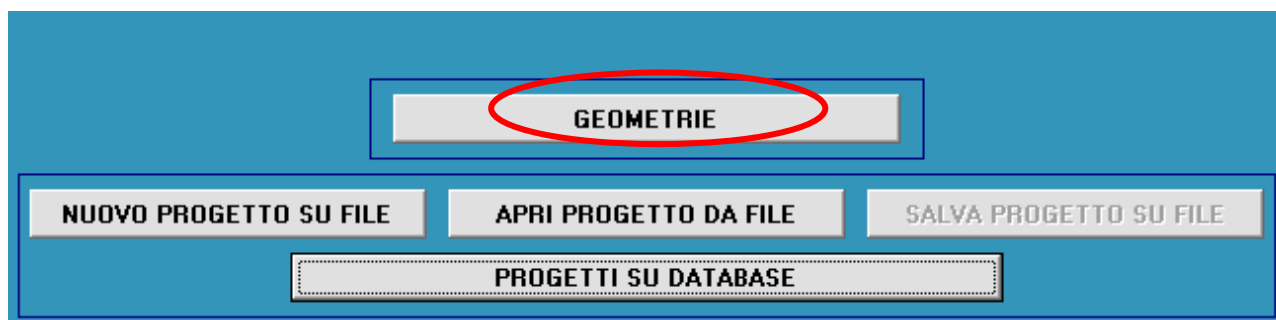 GEOMETRIE
NUOVO PROGETTO SU FILE
APRI PROGETTO DA FILE
SALVA PROGETTO SU FILE
PROGETTI SU DATABASE